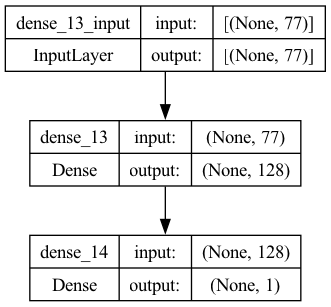 dense_13_input input: [(None, 77)]
InputLayer output: [(None, 77)]
dense_13 input: (None, 77)
Dense output: (None, 128)
dense_14 input: (None, 128)
Dense output: (None, 1)